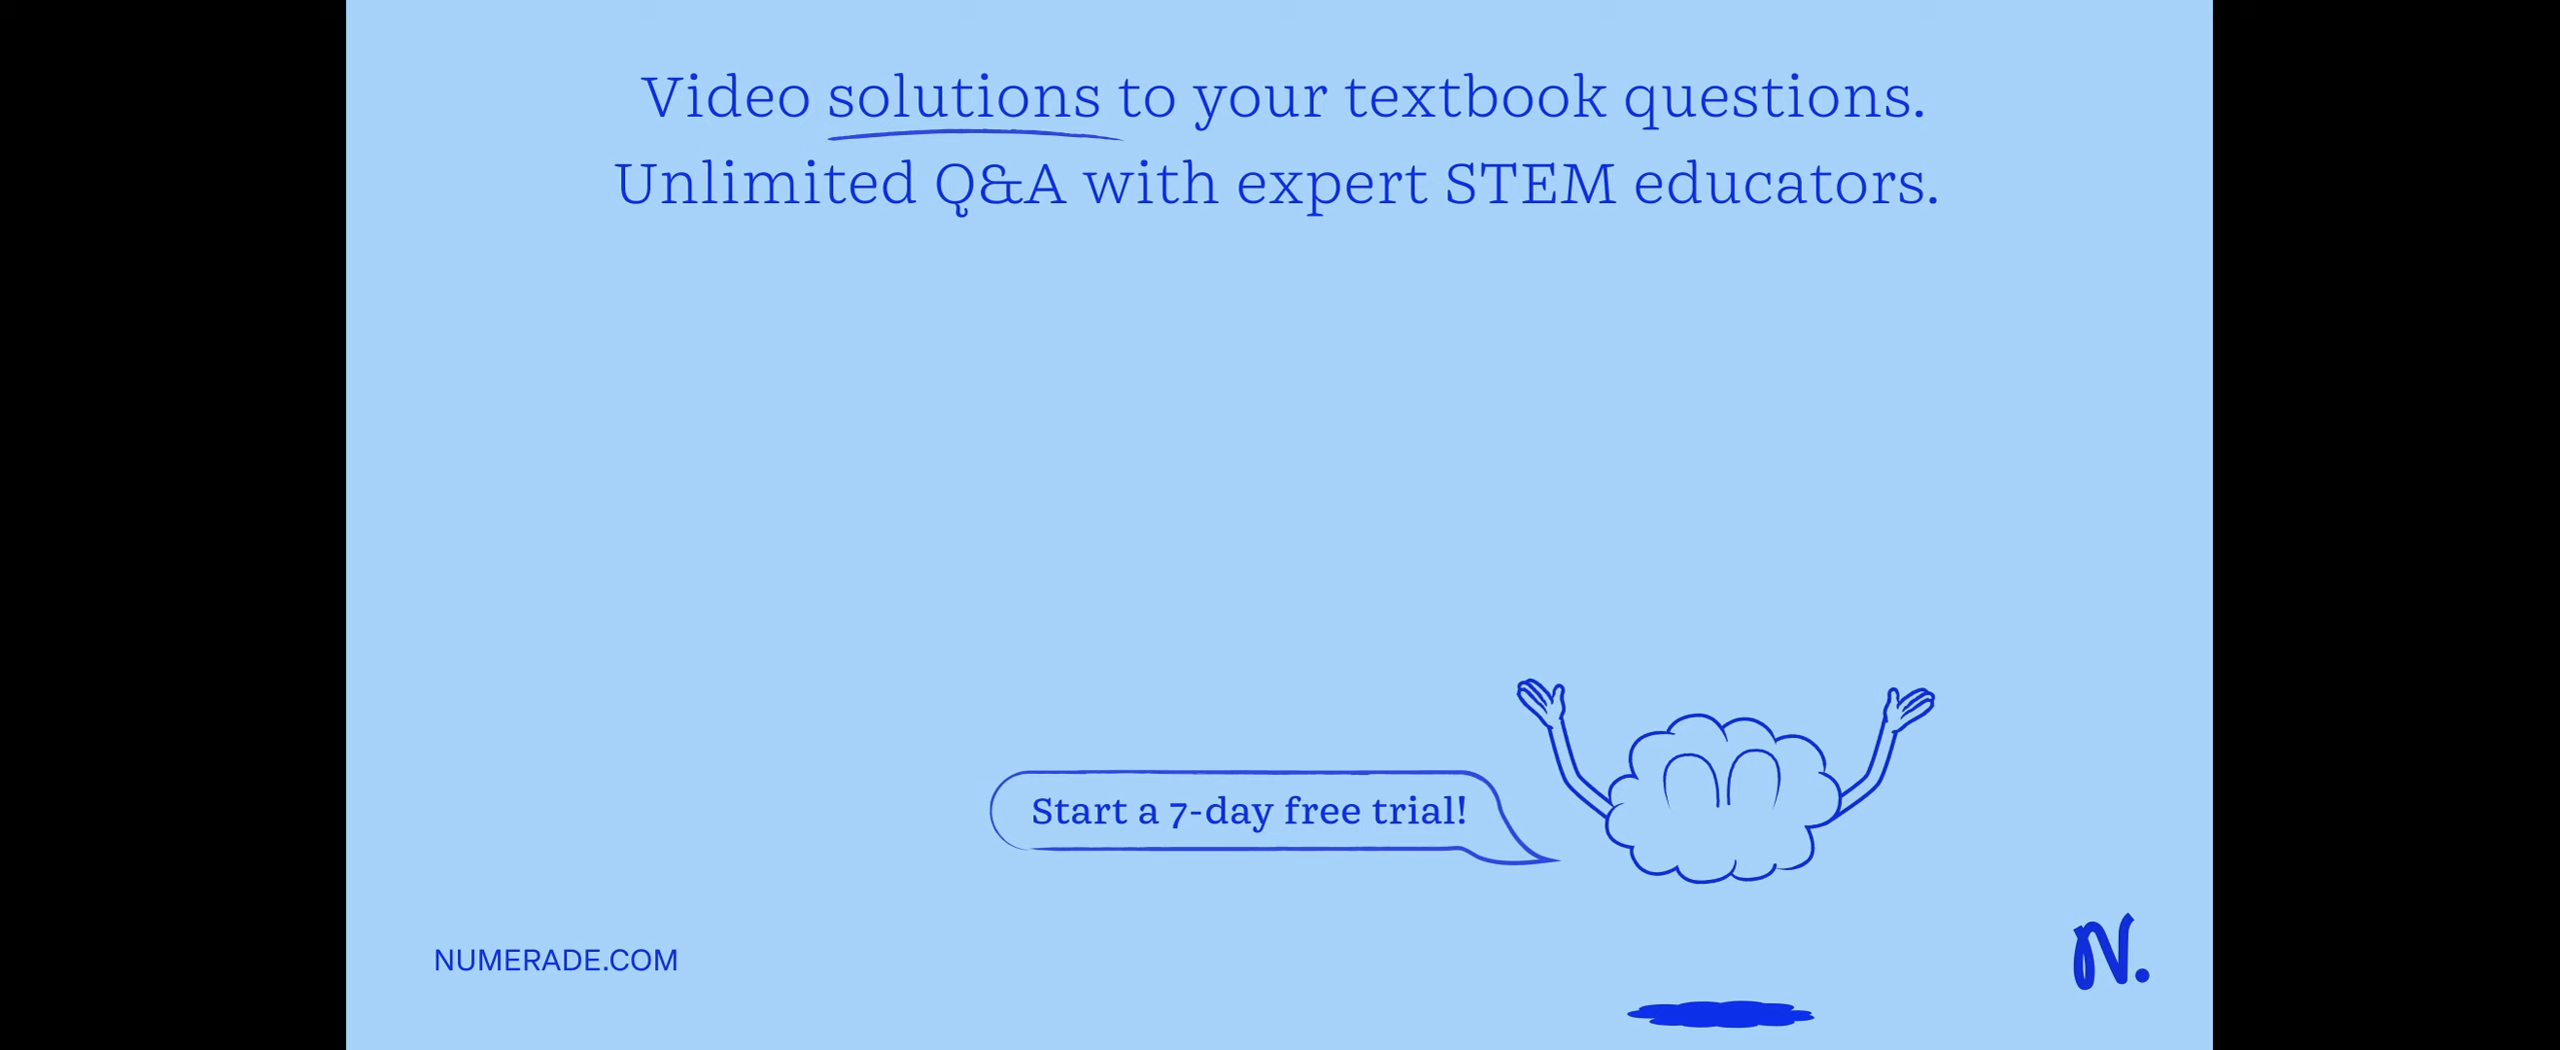 Video solutions to your textbook questions.
Unlimited Q&A with expert STEM educators.
Start a 7-day free trial!
NUMERADE.COM
N.